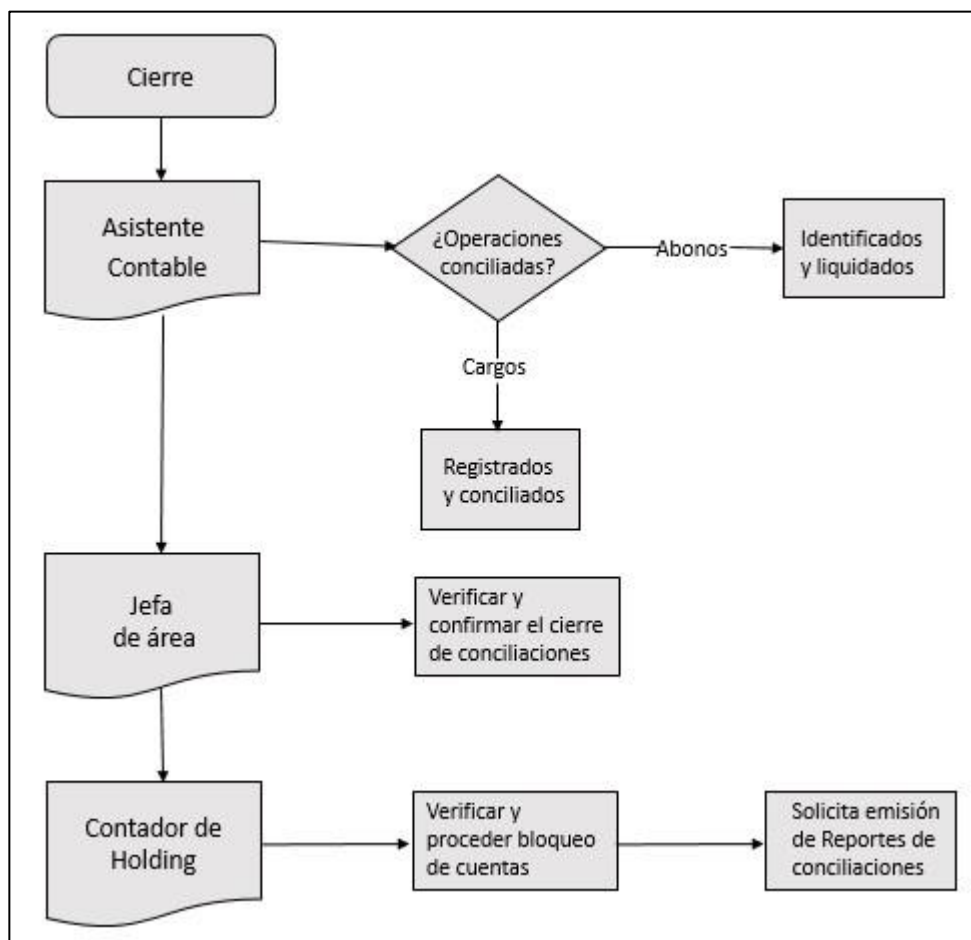 Cierre
Asistente
Contable
¿Operaciones
conciliadas?
Abonos
Identificados
y liquidados
Cargos
Registrados
y conciliados
Jefa
de área
Verificar y
confirmar el cierre
de conciliaciones
Contador de
Holding
Verificar y
proceder bloqueo
de cuentas
Solicita emisión
de Reportes de
conciliaciones